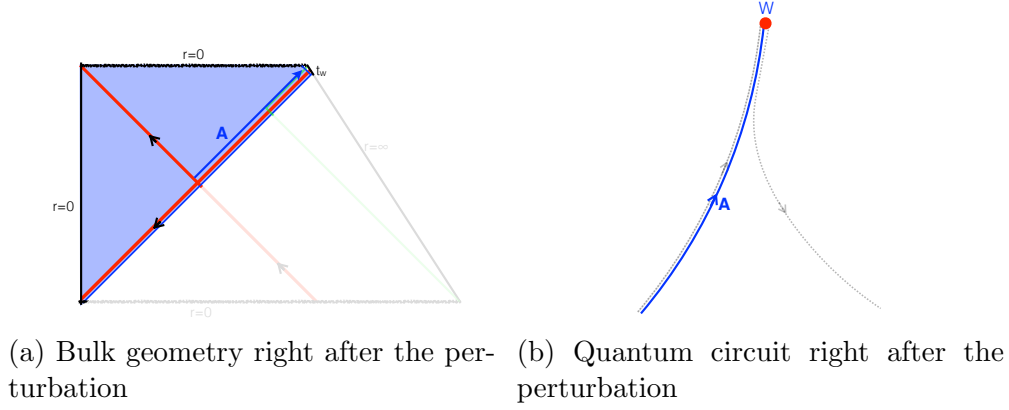 W
r=0
t_w
A
r=∞
r=0
A
r=0
(a) Bulk geometry right after the per-
turbation
(b) Quantum circuit right after the
perturbation